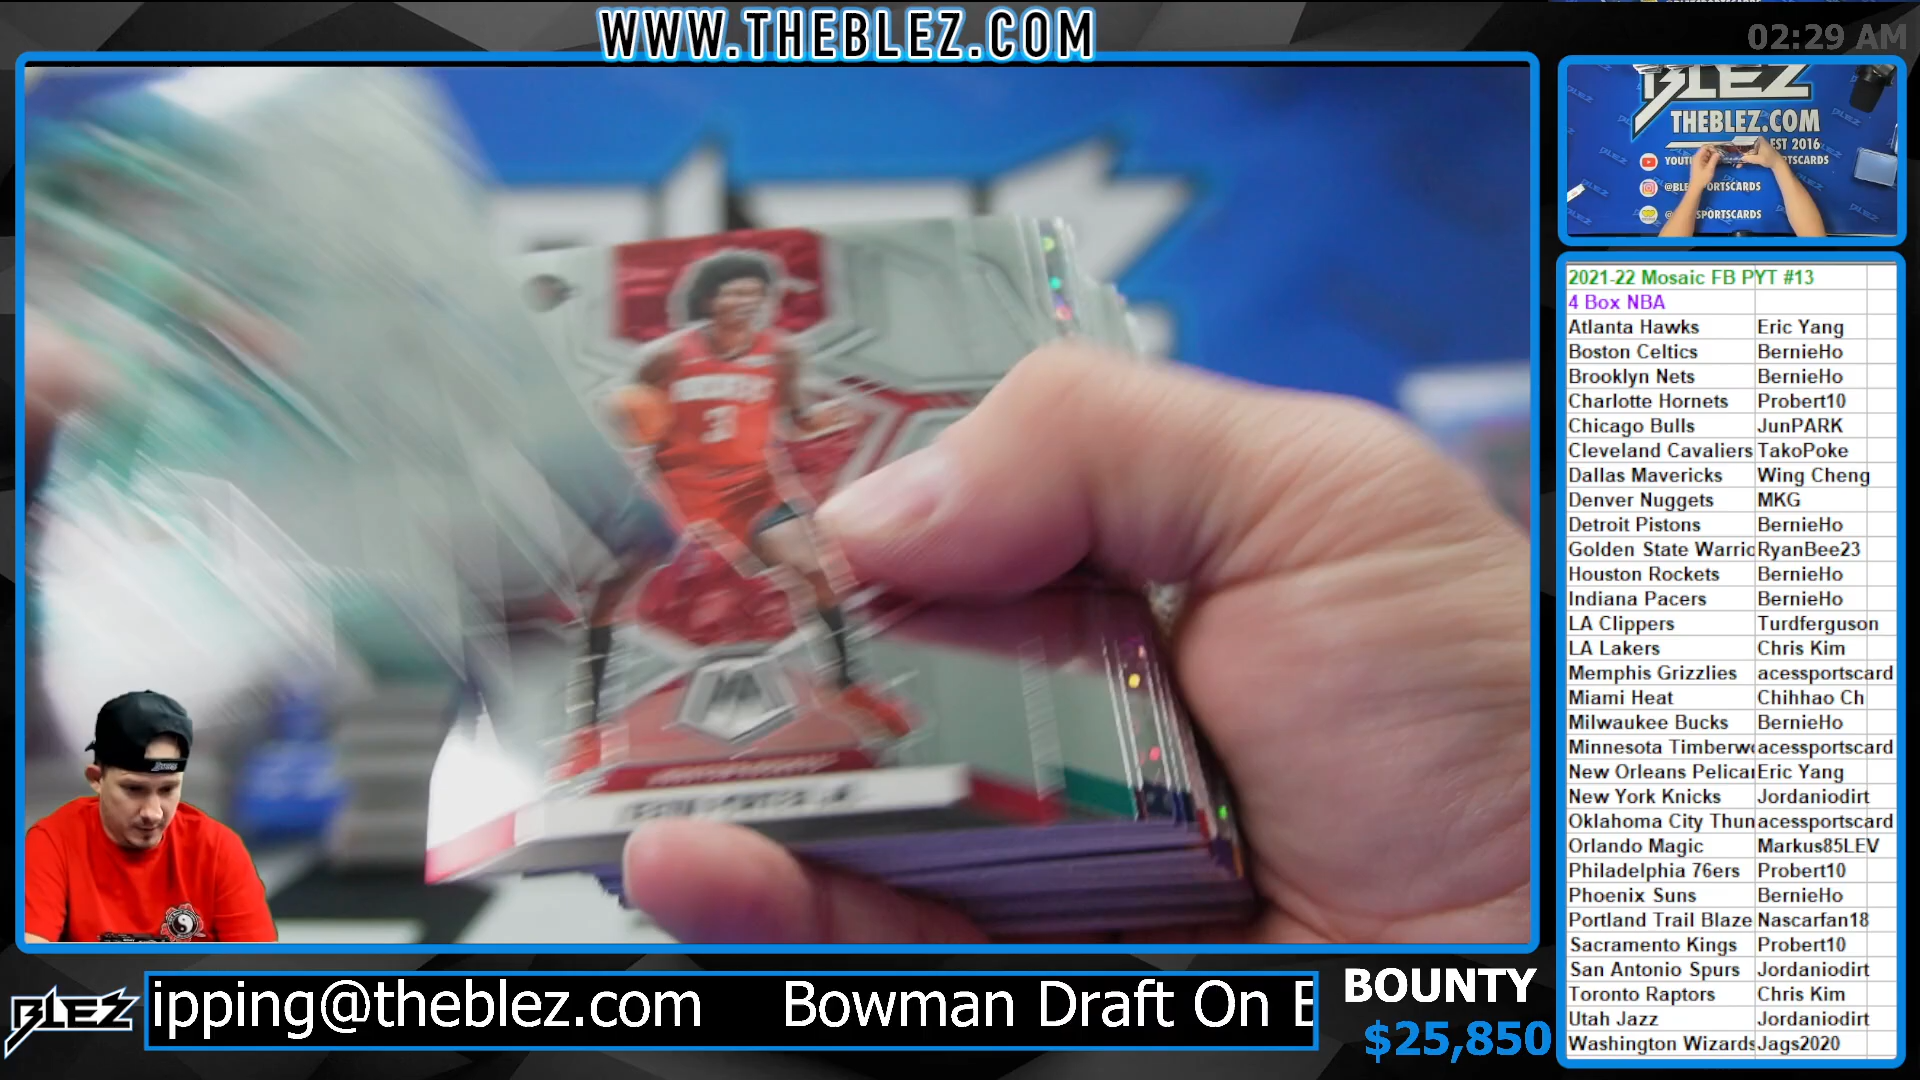 WWW.THEBLEZ.COM
02:29 AM
BLEZ
THEBLEZ.COM
EST 2016
ROCKETS
3
2021-22 Mosaic FB PYT #13
4 Box NBA
Atlanta Hawks Eric Yang
Boston Celtics BernieHo
Brooklyn Nets BernieHo
Charlotte Hornets Probert10
Chicago Bulls JunPARK
Cleveland Cavaliers TakoPoke
Dallas Mavericks Wing Cheng
Denver Nuggets MKG
Detroit Pistons BernieHo
Golden State Warric RyanBee23
Houston Rockets BernieHo
Indiana Pacers BernieHo
LA Clippers Turdferguson
LA Lakers Chris Kim
Memphis Grizzlies acessportscard
Miami Heat Chihhao Ch
Milwaukee Bucks BernieHo
Minnesota Timberw acessportscard
New Orleans Pelica Eric Yang
New York Knicks Jordaniodirt
Oklahoma City Thun acessportscard
Orlando Magic Markus85LEV
Philadelphia 76ers Probert10
Phoenix Suns BernieHo
Portland Trail Blaze Nascarfan18
Sacramento Kings Probert10
San Antonio Spurs Jordaniodirt
Toronto Raptors Chris Kim
Utah Jazz Jordaniodirt
Washington Wizards Jags2020
BLEZ
ipping@theblez.com Bowman Draft On
BOUNTY
$25,850